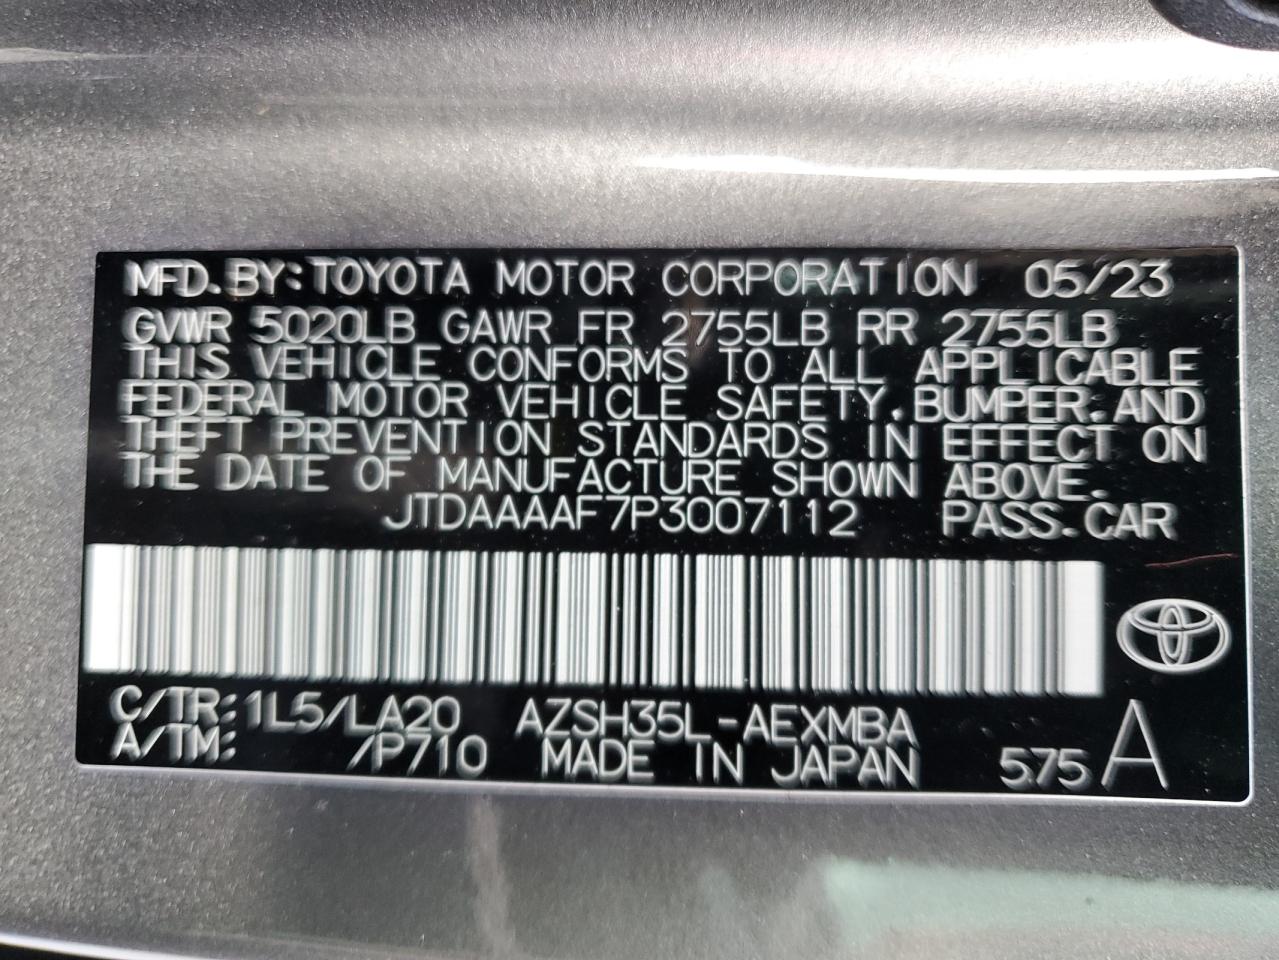 MFD.BY:TOYOTA MOTOR CORPORATION 05/23
GVWR 5020LB GAWR FR 2755LB RR 2755LB
THIS VEHICLE CONFORMS TO ALL APPLICABLE
FEDERAL MOTOR VEHICLE SAFETY,BUMPER,AND
THEFT PREVENTION STANDARDS IN EFFECT ON
THE DATE OF MANUFACTURE SHOWN ABOVE.
JTDAAAAF7P3007112 PASS.CAR
C/TR:1L5/LA20 AZSH35L-AEXMBA
A/TM: /P710 MADE IN JAPAN 575 A